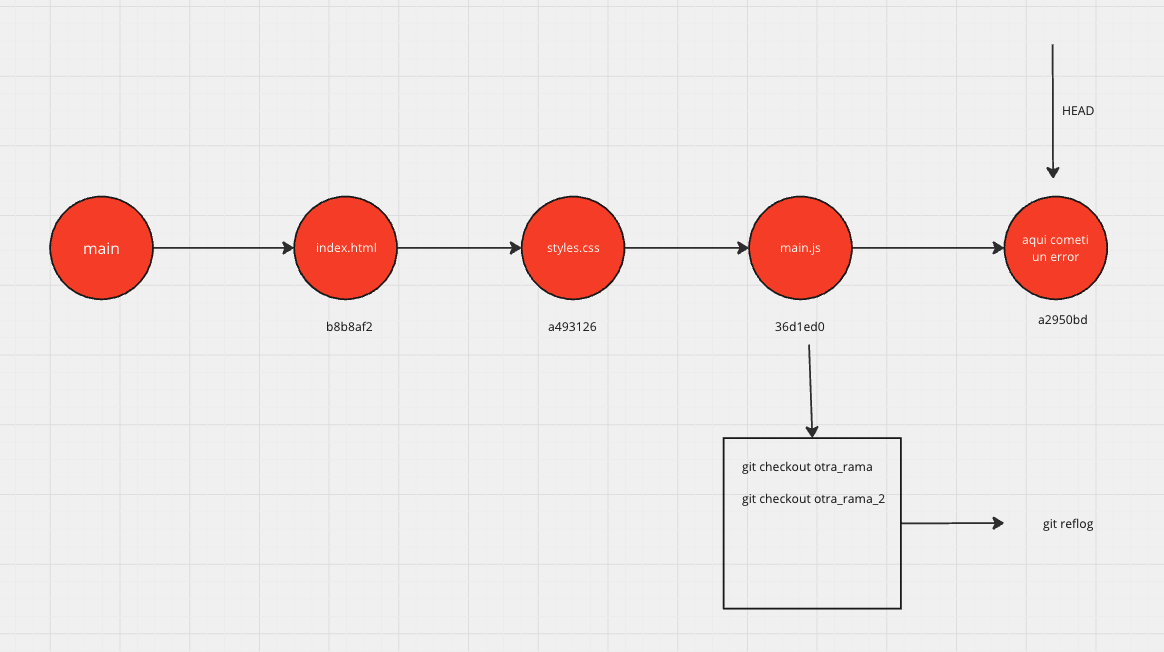 HEAD
main
index.html
styles.css
main.js
aqui cometi
un error
b8b8af2
a493126
36d1ed0
a2950bd
git checkout otra_rama
git checkout otra_rama_2
git reflog